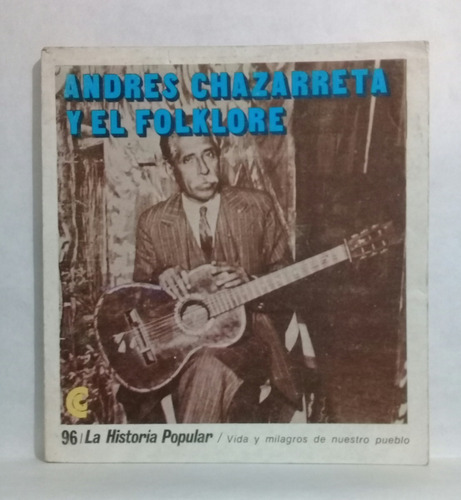 ANDRES CHAZARRETA
Y EL FOLKLORE
96/ La Historia Popular / Vida y milagros de nuestro pueblo